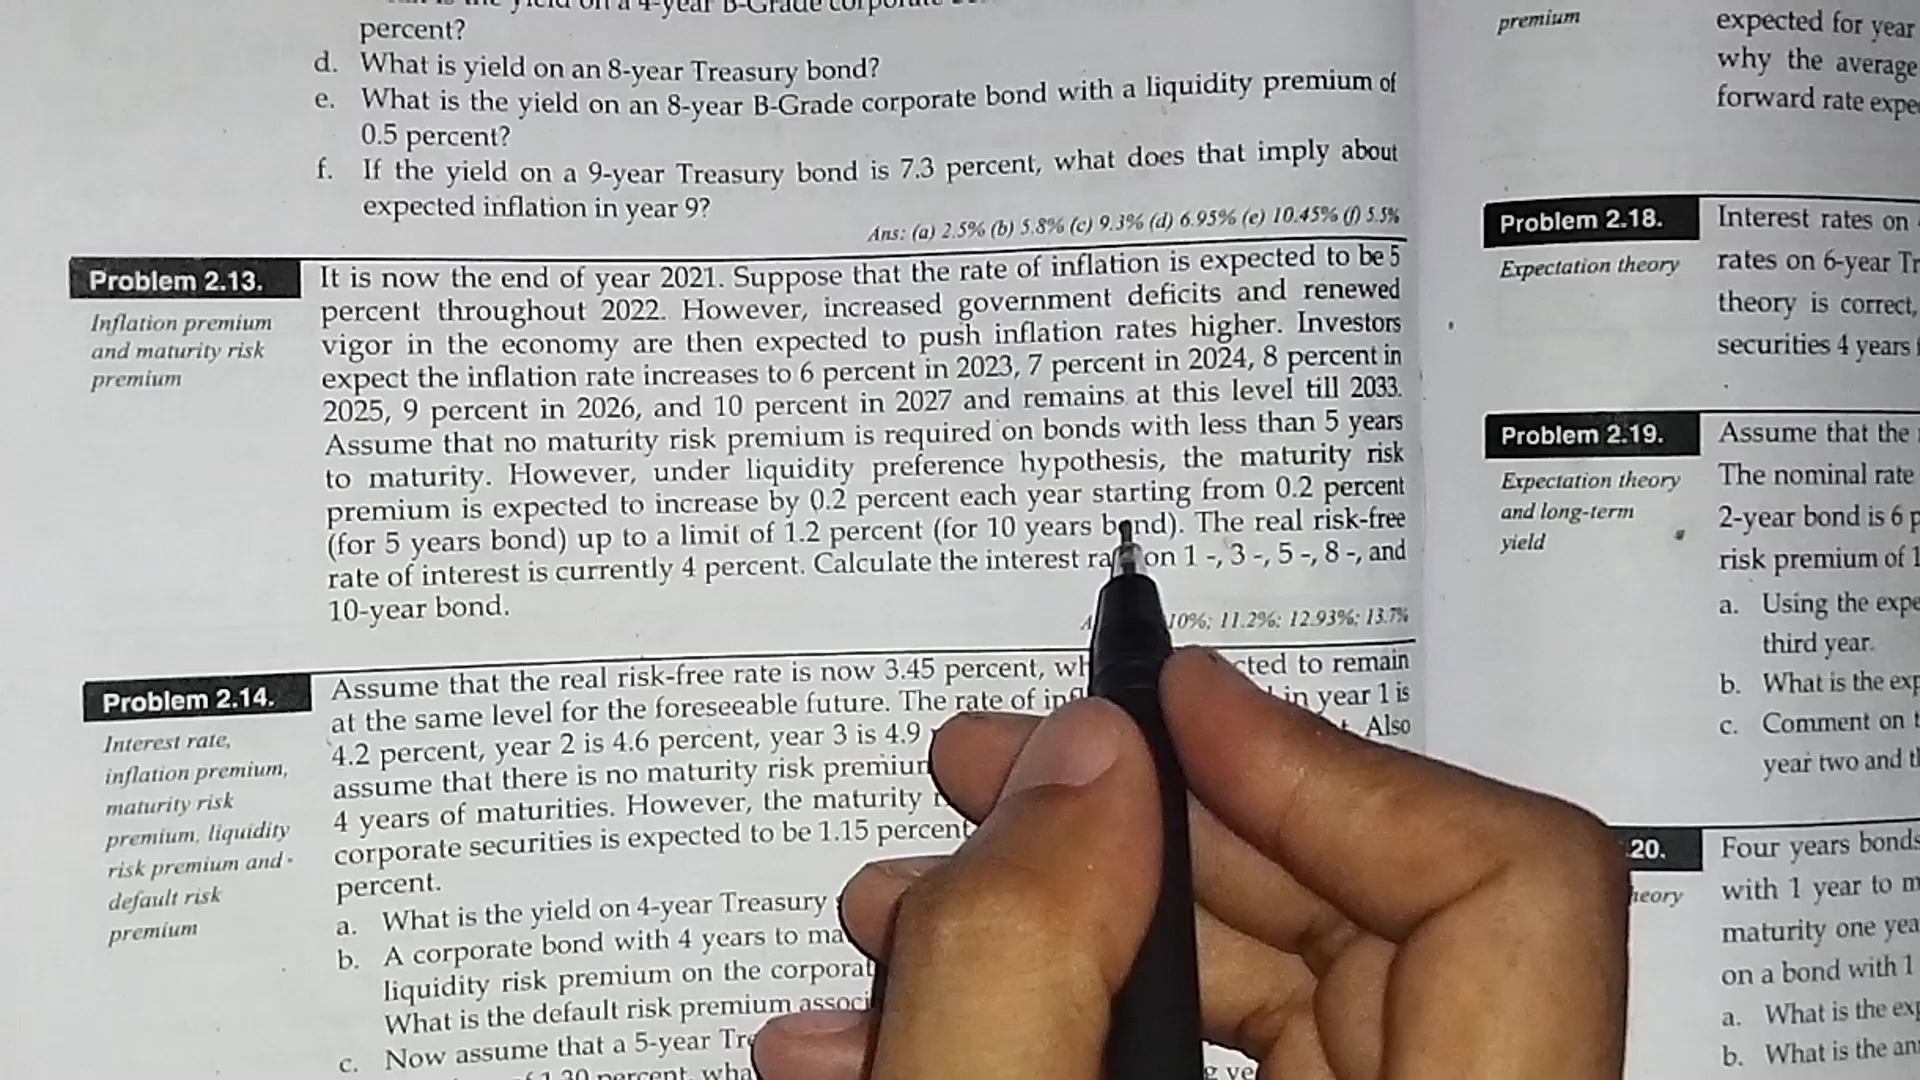 percent?
d. What is yield on an 8-year Treasury bond?
e. What is the yield on an 8-year B-Grade corporate bond with a liquidity premium of
0.5 percent?
f. If the yield on a 9-year Treasury bond is 7.3 percent, what does that imply about
expected inflation in year 9?
Ans: (a) 2.5% (b) 5.8% (c) 9.3% (d) 6.95% (e) 10.45% (f) 5.5%
Problem 2.13.
Inflation premium
and maturity risk
premium
It is now the end of year 2021. Suppose that the rate of inflation is expected to be 5
percent throughout 2022. However, increased government deficits and renewed
vigor in the economy are then expected to push inflation rates higher. Investors
expect the inflation rate increases to 6 percent in 2023, 7 percent in 2024, 8 percent in
2025, 9 percent in 2026, and 10 percent in 2027 and remains at this level till 2033.
Assume that no maturity risk premium is required on bonds with less than 5 years
to maturity. However, under liquidity preference hypothesis, the maturity risk
premium is expected to increase by 0.2 percent each year starting from 0.2 percent
(for 5 years bond) up to a limit of 1.2 percent (for 10 years bond). The real risk-free
rate of interest is currently 4 percent. Calculate the interest on 1 -, 3 -, 5 -, 8 -, and
10-year bond.
10%; 11.2%; 12.93%; 13.7%
Problem 2.14.
Interest rate,
inflation premium,
maturity risk
premium, liquidity
risk premium and
default risk
premium
Assume that the real risk-free rate is now 3.45 percent, to remain
at the same level for the foreseeable future. The rate of in year 1 is
4.2 percent, year 2 is 4.6 percent, year 3 is 4.9 Also
assume that there is no maturity risk
4 years of maturities. However, the maturity
corporate securities is expected to be 1.15 percent
percent.
a. What is the yield on 4-year Treasury
b. A corporate bond with 4 years to
liquidity risk premium on the
What is the default risk premium
c. Now assume that a 5-year
premium
expected for year
why the average
forward rate
Problem 2.18.
Expectation theory
Interest rates on
rates on 6-year
theory is correct,
securities 4 years
Problem 2.19.
Expectation theory
and long-term
yield
Assume that the
The nominal rate
2-year bond is 6
risk premium of 1
a. Using the
third year.
b. What is the
c. Comment on
year two and
20.
Four years bonds
with 1 year to
maturity one
on a bond with 1
a. What is the
b. What is the